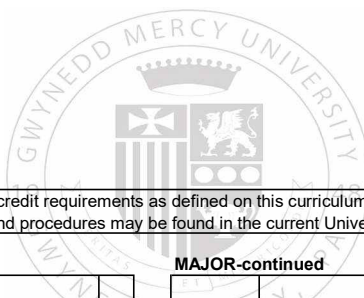 GWYNEDD MERCY UNIVERSITY
credit requirements as defined on this curriculum
nd procedures may be found in the current Unive
MAJOR-continued